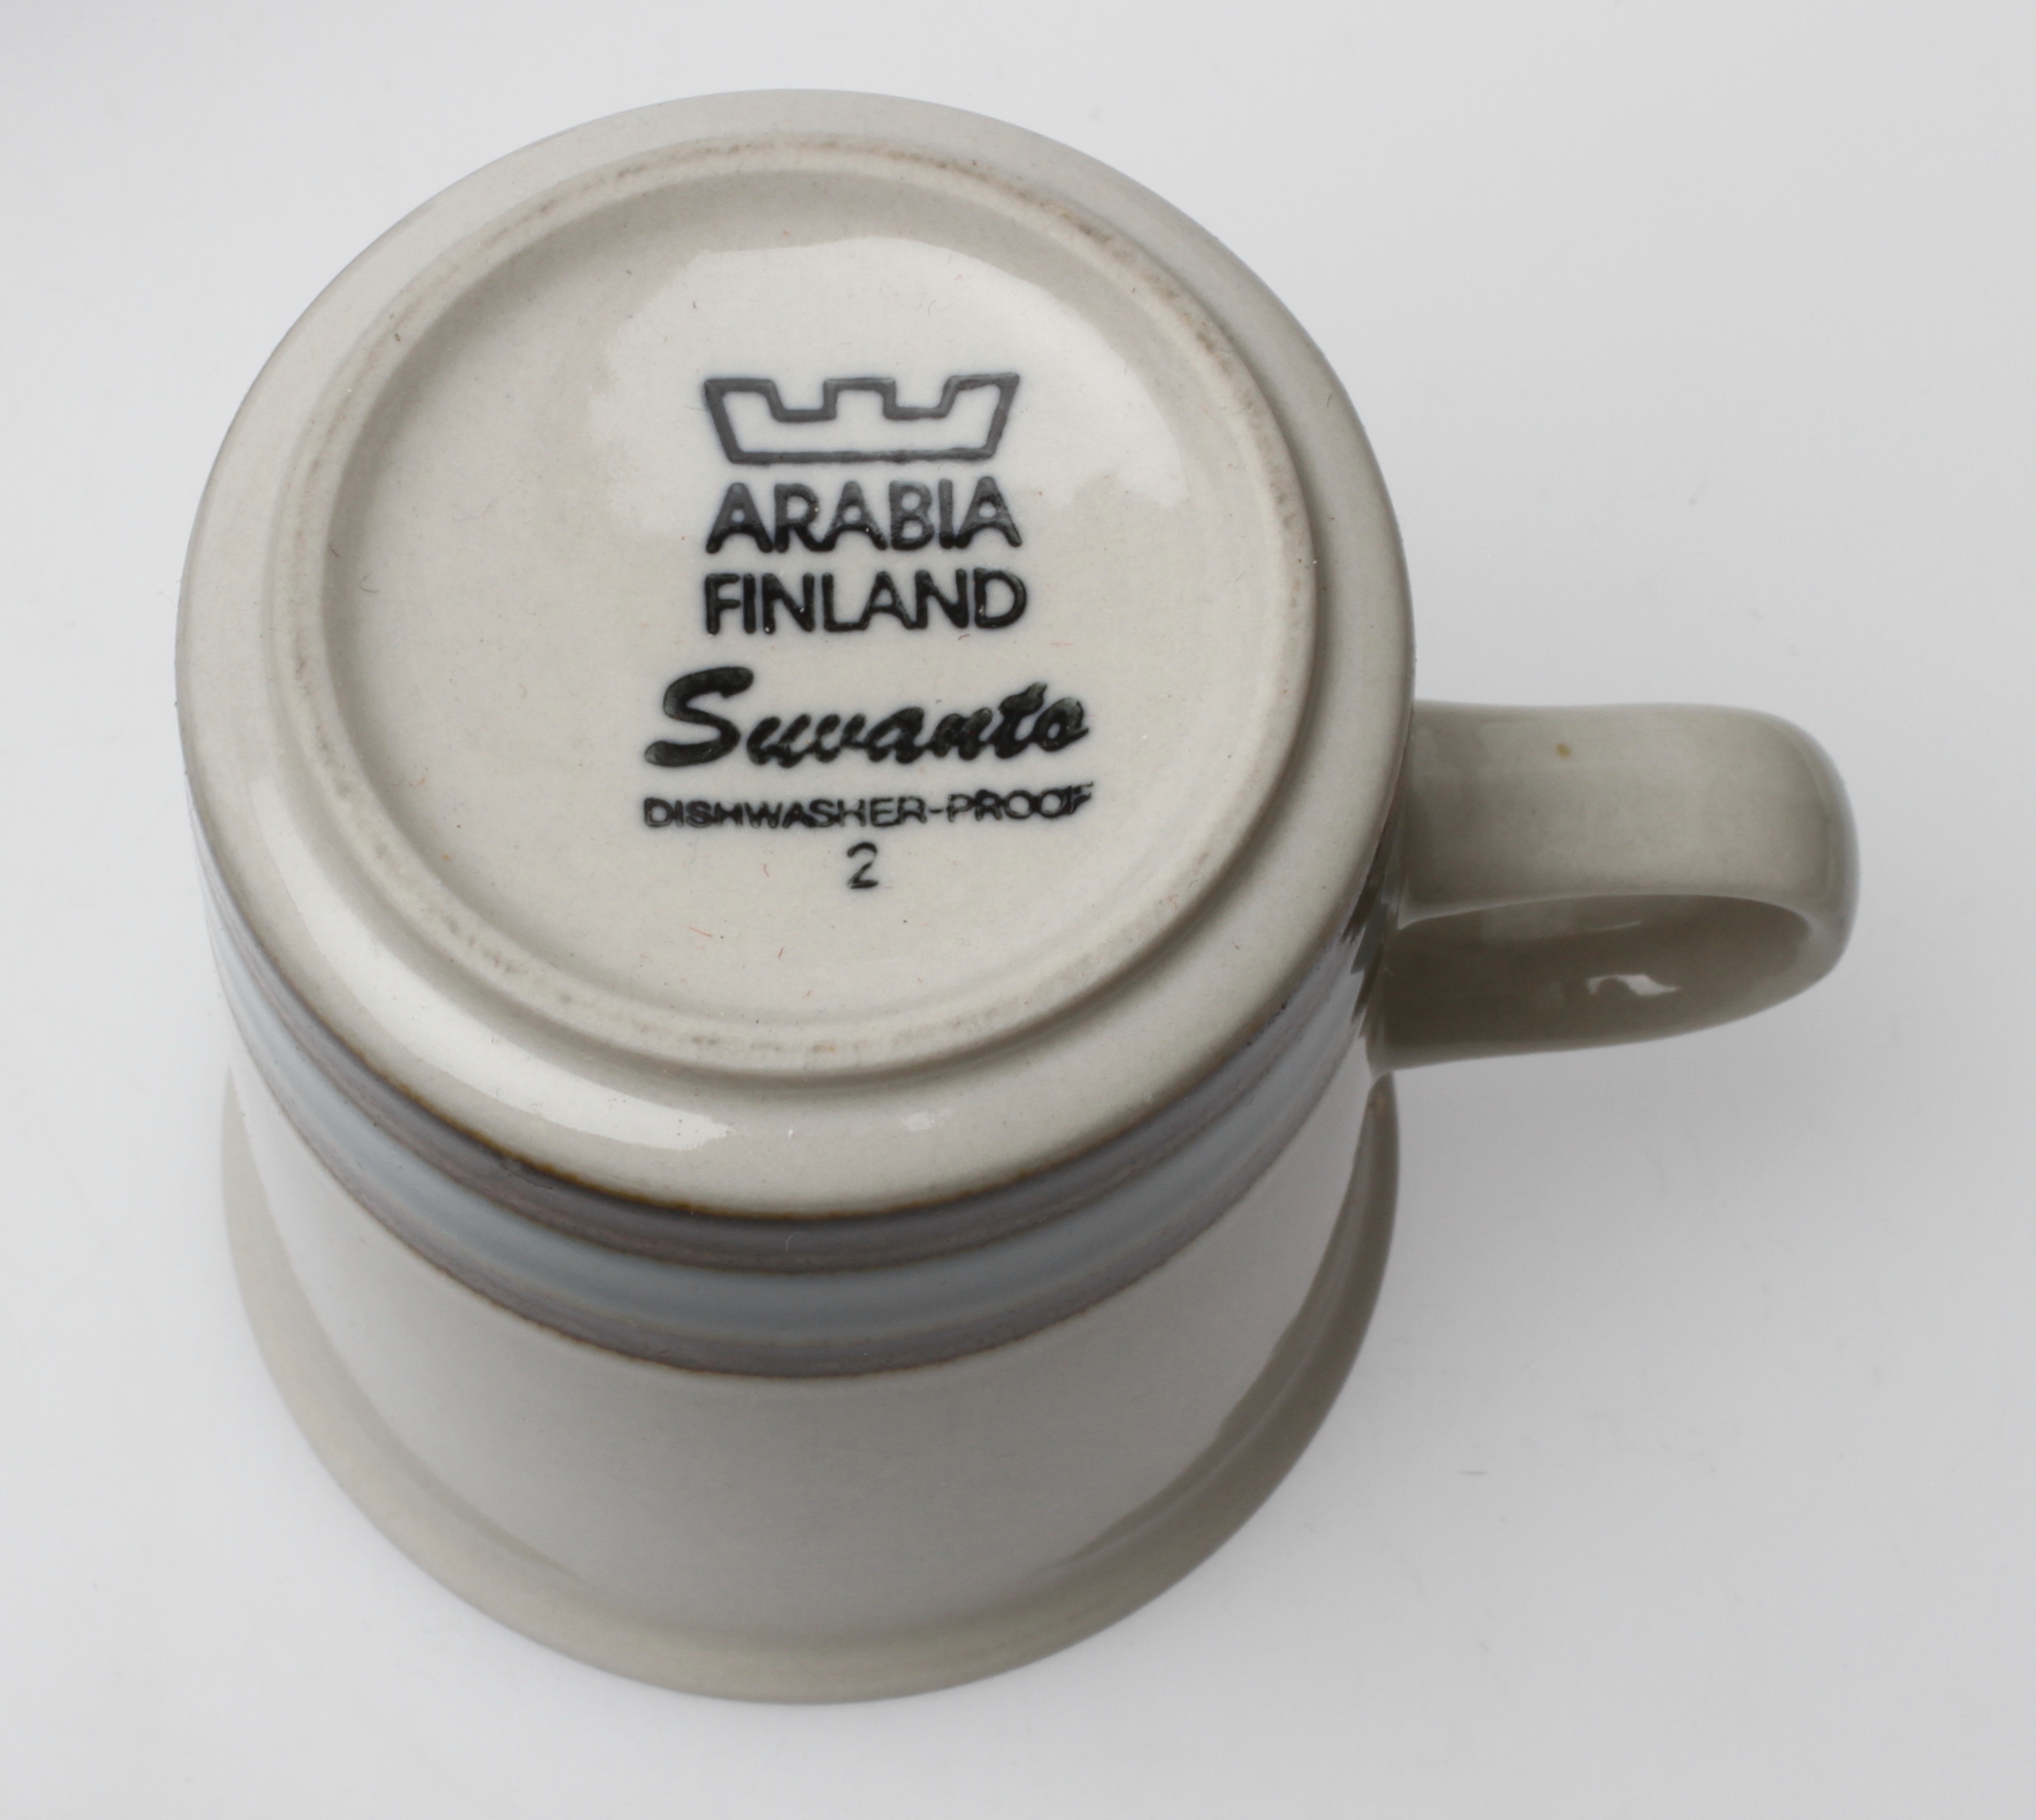 ARABIA
FINLAND
Suvanto
DISHWASHER-PROOF
2